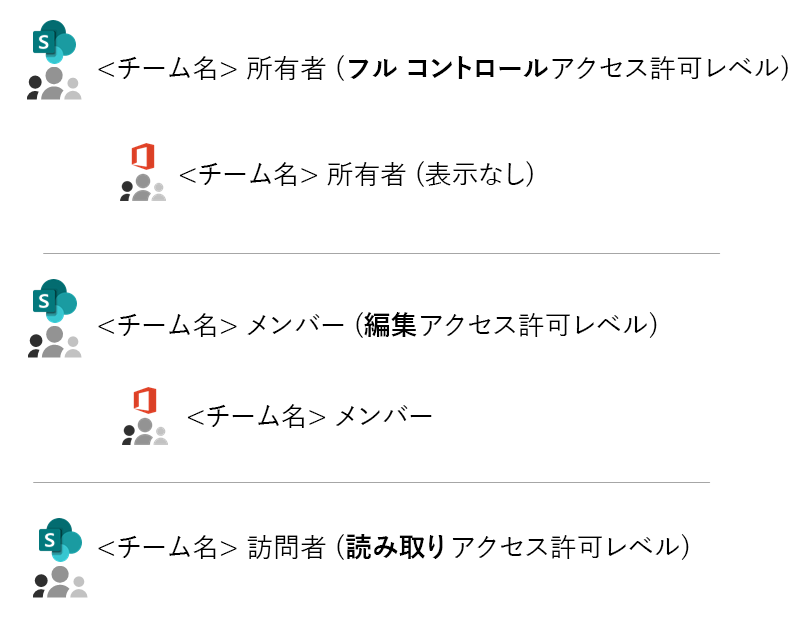 S
<チーム名> 所有者 (フル コントロールアクセス許可レベル)
<チーム名> 所有者 (表示なし)
S
<チーム名> メンバー (編集アクセス許可レベル)
<チーム名> メンバー
S
<チーム名> 訪問者 (読み取りアクセス許可レベル)